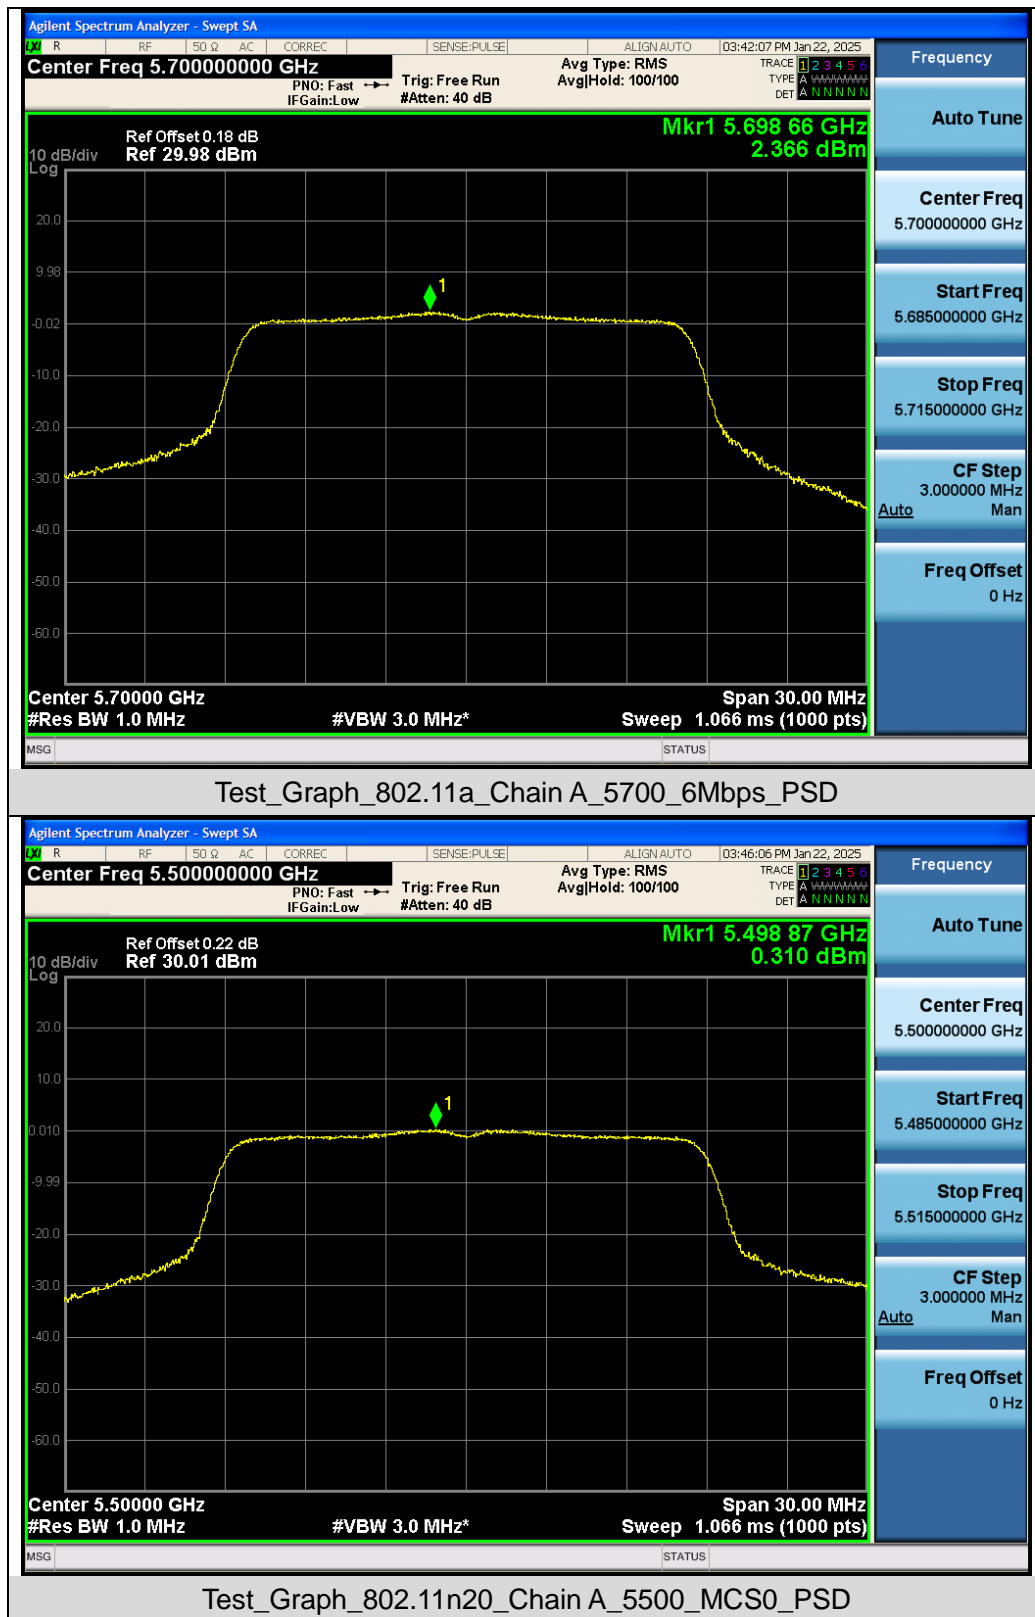 Agilent Spectrum Analyzer - Swept SA
LXI R RF 50 Ω AC CORREC SENSE:PULSE ALIGN AUTO 03:42:07 PM Jan 22, 2025
Center Freq 5.700000000 GHz
PNO: Fast
IFGain:Low
Trig: Free Run
#Atten: 40 dB
Avg Type: RMS
Avg|Hold: 100/100
TRACE 1 2 3 4 5 6
TYPE A WWWWW
DET A N N N N N
Frequency
Mkr1 5.698 66 GHz
2.366 dBm
Ref Offset 0.18 dB
10 dB/div Ref 29.98 dBm
Log
20.0
9.98
-0.02
-10.0
-20.0
-30.0
-40.0
-50.0
-60.0
1
Center 5.70000 GHz Span 30.00 MHz
#Res BW 1.0 MHz #VBW 3.0 MHz* Sweep 1.066 ms (1000 pts)
MSG STATUS
Auto Tune
Center Freq
5.700000000 GHz
Start Freq
5.685000000 GHz
Stop Freq
5.715000000 GHz
CF Step
3.000000 MHz
Auto Man
Freq Offset
0 Hz
Test_Graph_802.11a_Chain A_5700_6Mbps_PSD
Agilent Spectrum Analyzer - Swept SA
LXI R RF 50 Ω AC CORREC SENSE:PULSE ALIGN AUTO 03:46:06 PM Jan 22, 2025
Center Freq 5.500000000 GHz
PNO: Fast
IFGain:Low
Trig: Free Run
#Atten: 40 dB
Avg Type: RMS
Avg|Hold: 100/100
TRACE 1 2 3 4 5 6
TYPE A WWWWW
DET A N N N N N
Frequency
Mkr1 5.498 87 GHz
0.310 dBm
Ref Offset 0.22 dB
10 dB/div Ref 30.01 dBm
Log
20.0
10.0
0.010
-9.99
-20.0
-30.0
-40.0
-50.0
-60.0
1
Center 5.50000 GHz Span 30.00 MHz
#Res BW 1.0 MHz #VBW 3.0 MHz* Sweep 1.066 ms (1000 pts)
MSG STATUS
Auto Tune
Center Freq
5.500000000 GHz
Start Freq
5.485000000 GHz
Stop Freq
5.515000000 GHz
CF Step
3.000000 MHz
Auto Man
Freq Offset
0 Hz
Test_Graph_802.11n20_Chain A_5500_MCS0_PSD